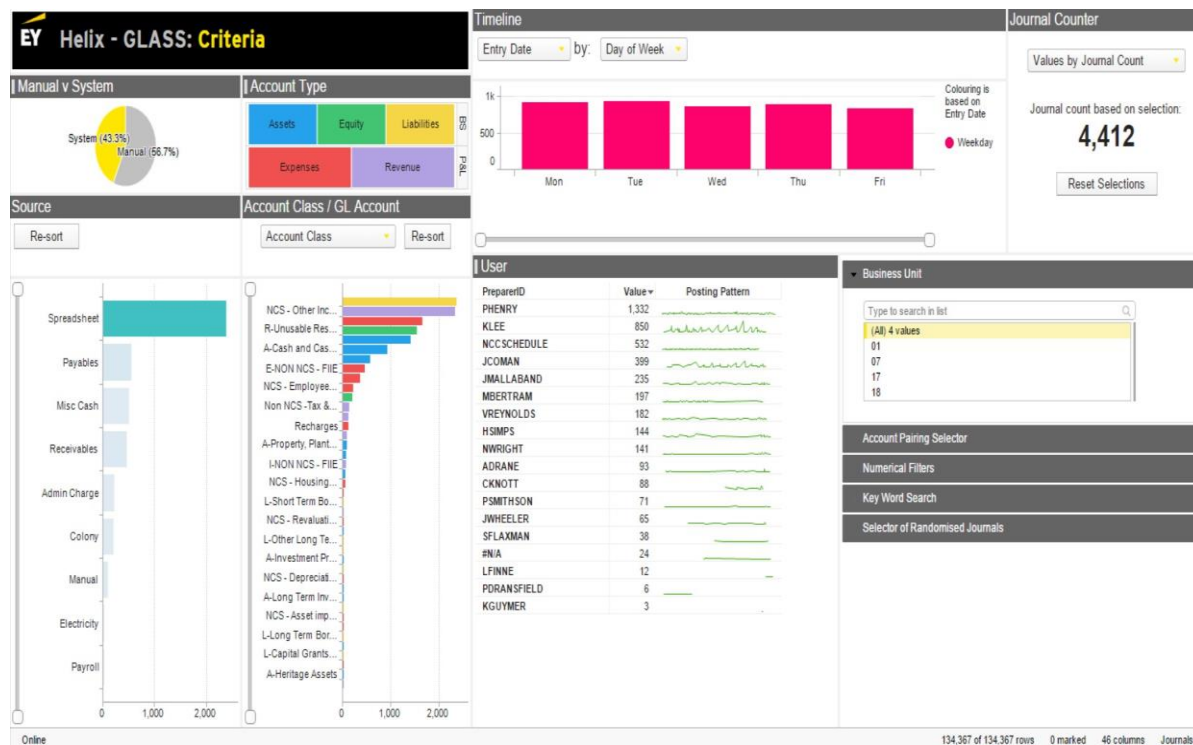 EY Helix - GLASS: Criteria
Manual v System
System (43.3%)
Manual (56.7%)
Account Type
Assets
Equity
Liabilities
BS
Expenses
Revenue
P&L
Timeline
Entry Date by: Day of Week
1k
500
0
Mon Tue Wed Thu Fri
Colouring is
based on
Entry Date
Weekday
Journal Counter
Values by Journal Count
Journal count based on selection:
4,412
Reset Selections
Source
Re-sort
Spreadsheet
Payables
Misc Cash
Receivables
Admin Charge
Colony
Manual
Electricity
Payroll
0 1,000 2,000
Account Class / GL Account
Account Class Re-sort
NCS - Other Inc...
R-Unusable Res...
A-Cash and Cas...
E-NON NCS - FIIE
NCS - Employee...
Non NCS -Tax &...
Recharges
A-Property, Plant...
I-NON NCS - FIIE
NCS - Housing...
L-Short Term Bo...
NCS - Revaluati...
L-Other Long Te...
A-Investment Pr...
NCS - Depreciati...
A-Long Term Inv...
NCS - Asset imp...
L-Long Term Bor...
L-Capital Grants...
A-Heritage Assets
0 1,000 2,000
User
PreparerID Value Posting Pattern
PHENRY 1,332
KLEE 850
NCCSCHEDULE 532
JCOMAN 399
JMALLABAND 235
MBERTRAM 197
VREYNOLDS 182
HSIMPS 144
NWRIGHT 141
ADRANE 93
CKNOTT 88
PSMITHSON 71
JWHEELER 65
SFLAXMAN 38
#N/A 24
LFINNE 12
PDRANSFIELD 6
KGUYMER 3
Business Unit
Type to search in list
(All) 4 values
01
07
17
18
Account Pairing Selector
Numerical Filters
Key Word Search
Selector of Randomised Journals
Online
134,367 of 134,367 rows 0 marked 46 columns Journals